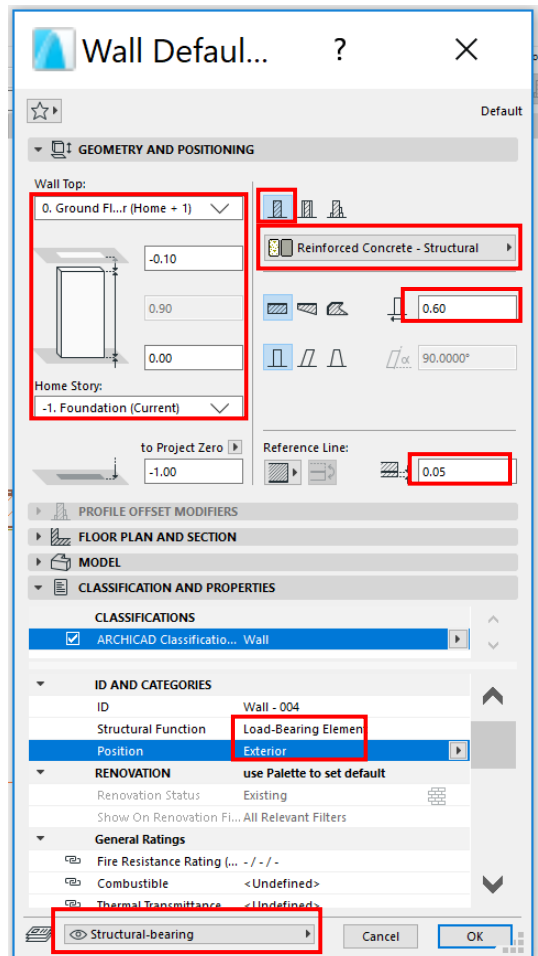 Wall Defaul... ?
Default
GEOMETRY AND POSITIONING
Wall Top:
0. Ground Fl...r (Home + 1)
Reinforced Concrete - Structural
-0.10
0.90
0.60
0.00
α 90.0000°
Home Story:
-1. Foundation (Current)
to Project Zero
Reference Line:
-1.00
0.05
PROFILE OFFSET MODIFIERS
FLOOR PLAN AND SECTION
MODEL
CLASSIFICATION AND PROPERTIES
CLASSIFICATIONS
ARCHICAD Classificatio... Wall
ID AND CATEGORIES
ID Wall - 004
Structural Function Load-Bearing Elemen
Position Exterior
RENOVATION use Palette to set default
Renovation Status Existing
Show On Renovation Fi... All Relevant Filters
General Ratings
Fire Resistance Rating (... - / - / -
Combustible <Undefined>
Thermal Transmittance <Undefined>
Structural-bearing
Cancel OK